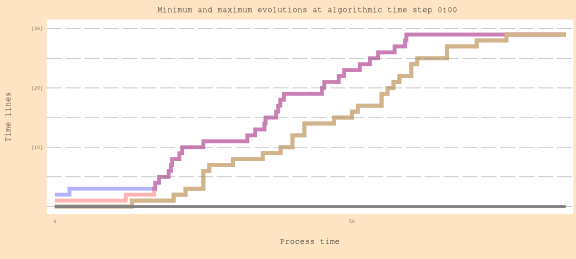 Minimum and maximum evolutions at algorithmic time step 0:00
[30]
[20]
[10]
Time lines
0
50
Process time